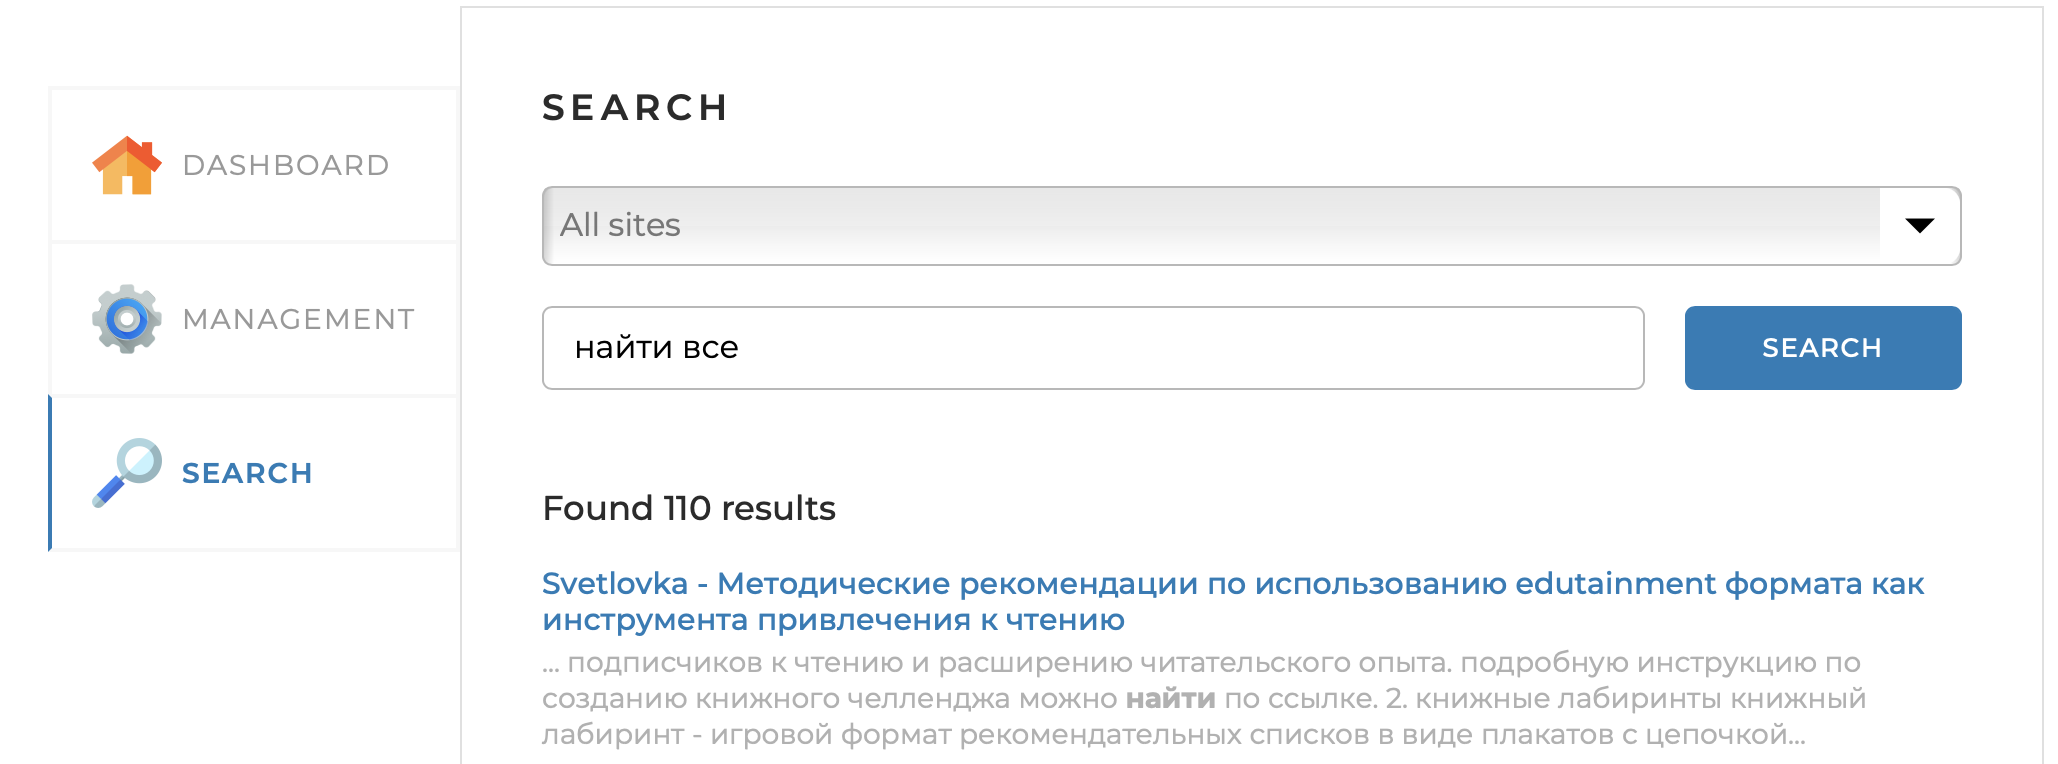 DASHBOARD
MANAGEMENT
SEARCH
SEARCH
All sites
найти все
SEARCH
Found 110 results
Svetlovka - Методические рекомендации по использованию edutainment формата как
инструмента привлечения к чтению
... подписчиков к чтению и расширению читательского опыта. подробную инструкцию по
созданию книжного челленджа можно найти по ссылке. 2. книжные лабиринты книжный
лабиринт - игровой формат рекомендательных списков в виде плакатов с цепочкой...